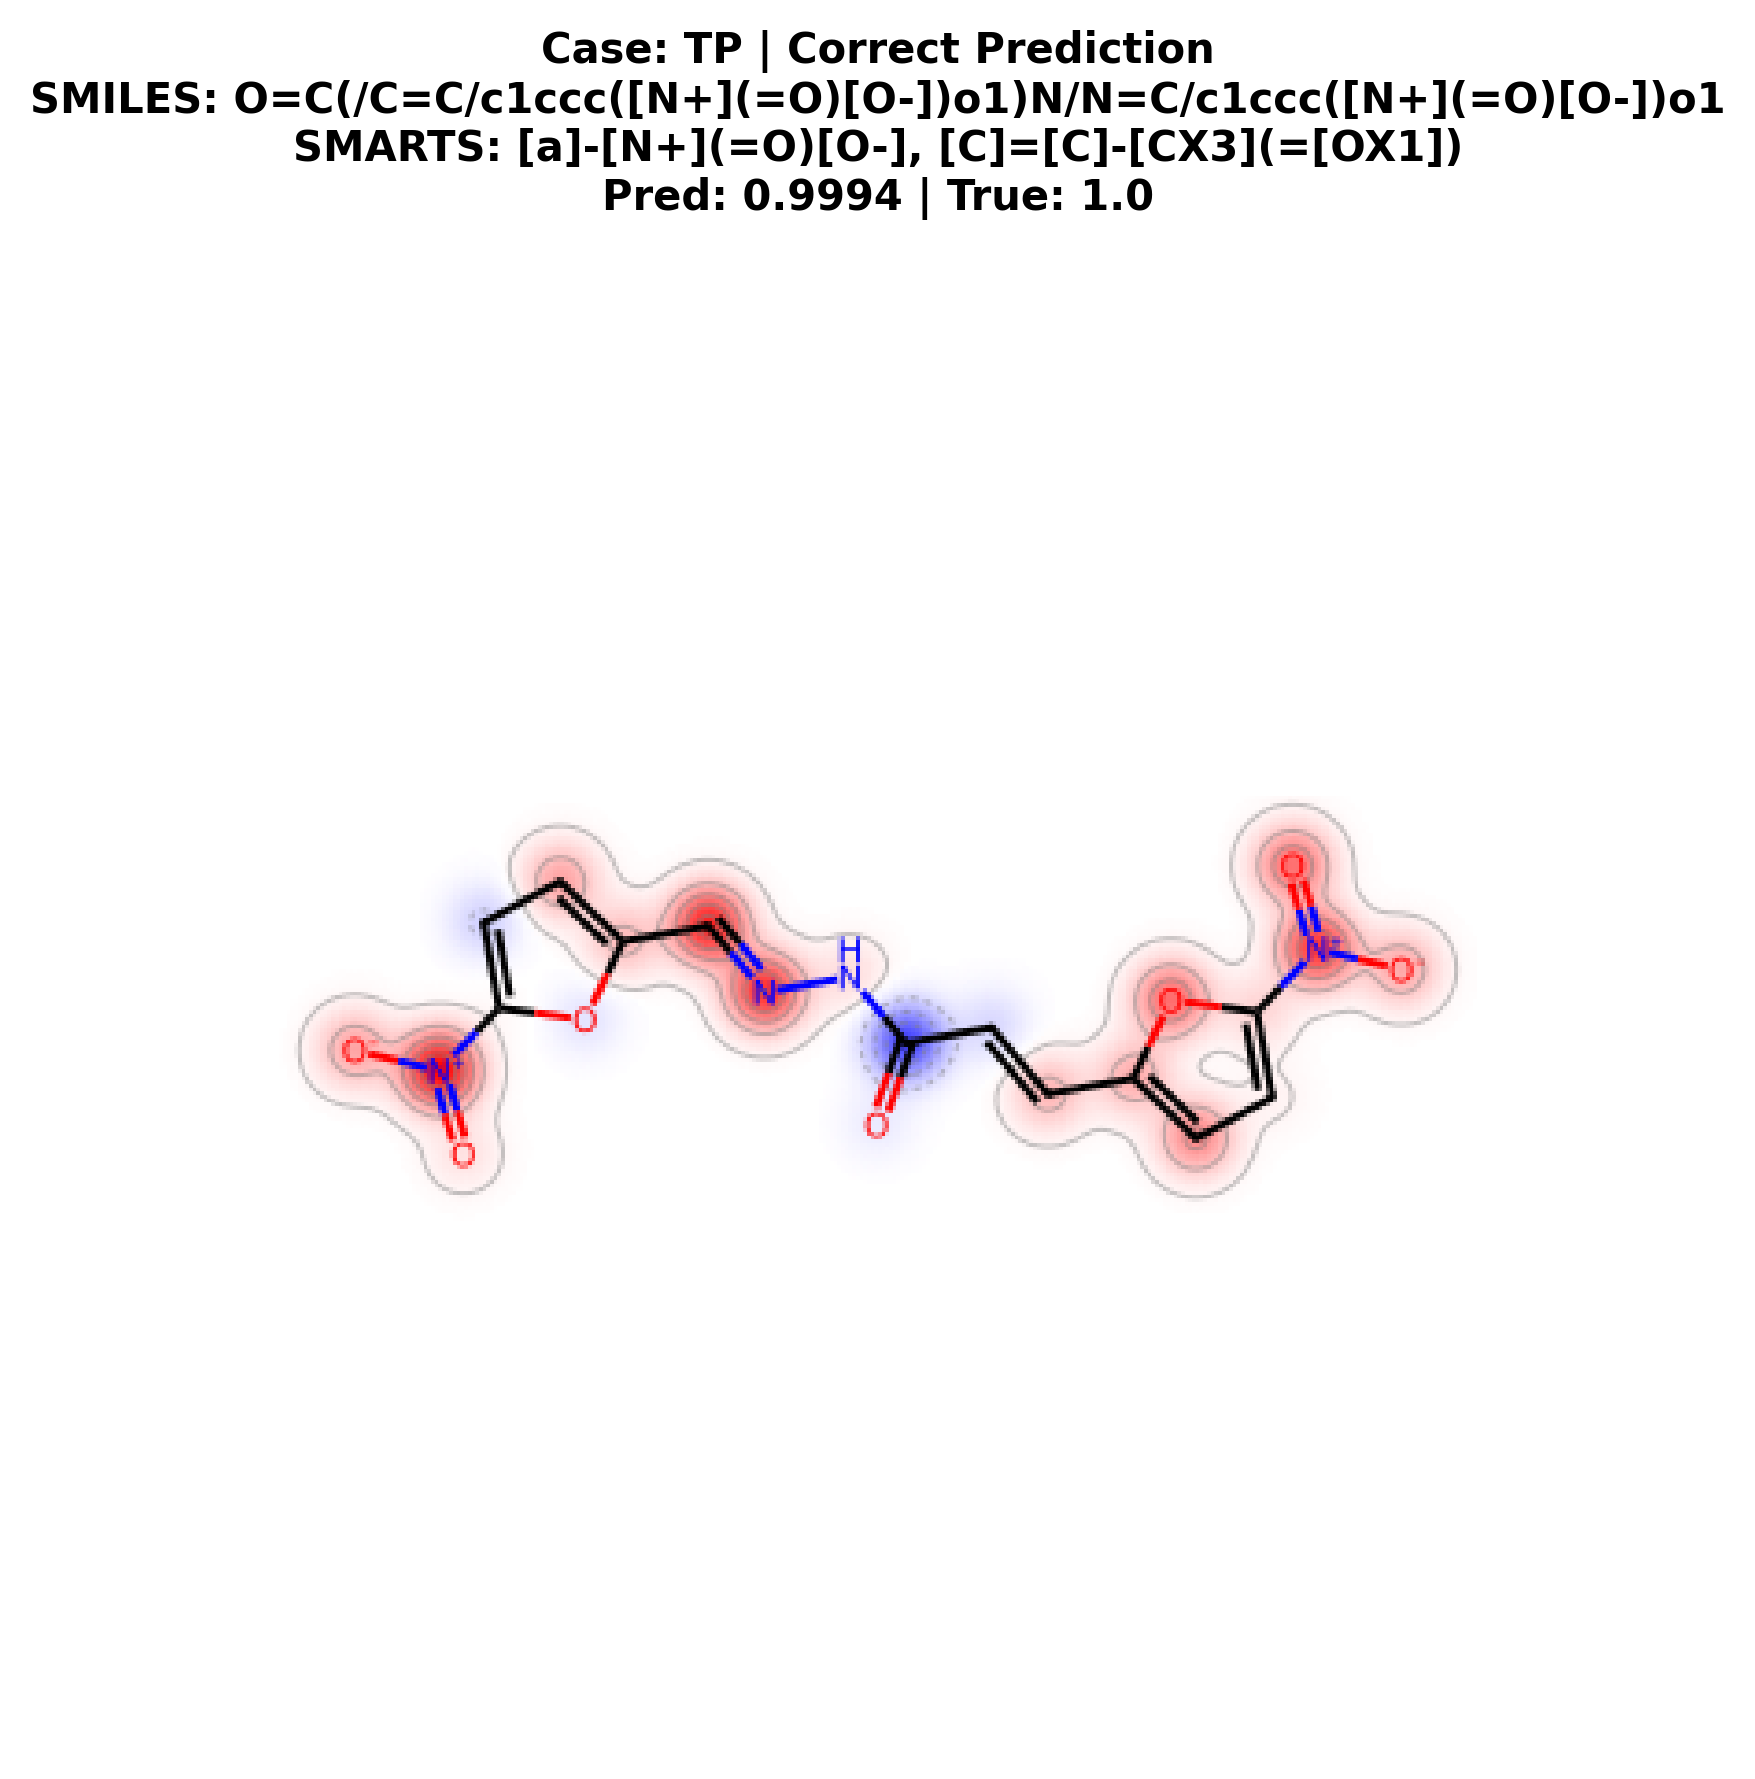 Case: TP | Correct Prediction
SMILES: O=C(/C=C/c1ccc([N+](=O)[O-])o1)N/N=C/c1ccc([N+](=O)[O-])o1
SMARTS: [a]-[N+](=O)[O-], [C]=[C]-[CX3](=[OX1])
Pred: 0.9994 | True: 1.0
O
H
N
N+
O-
O
N
O
O-
N+
O
O
O